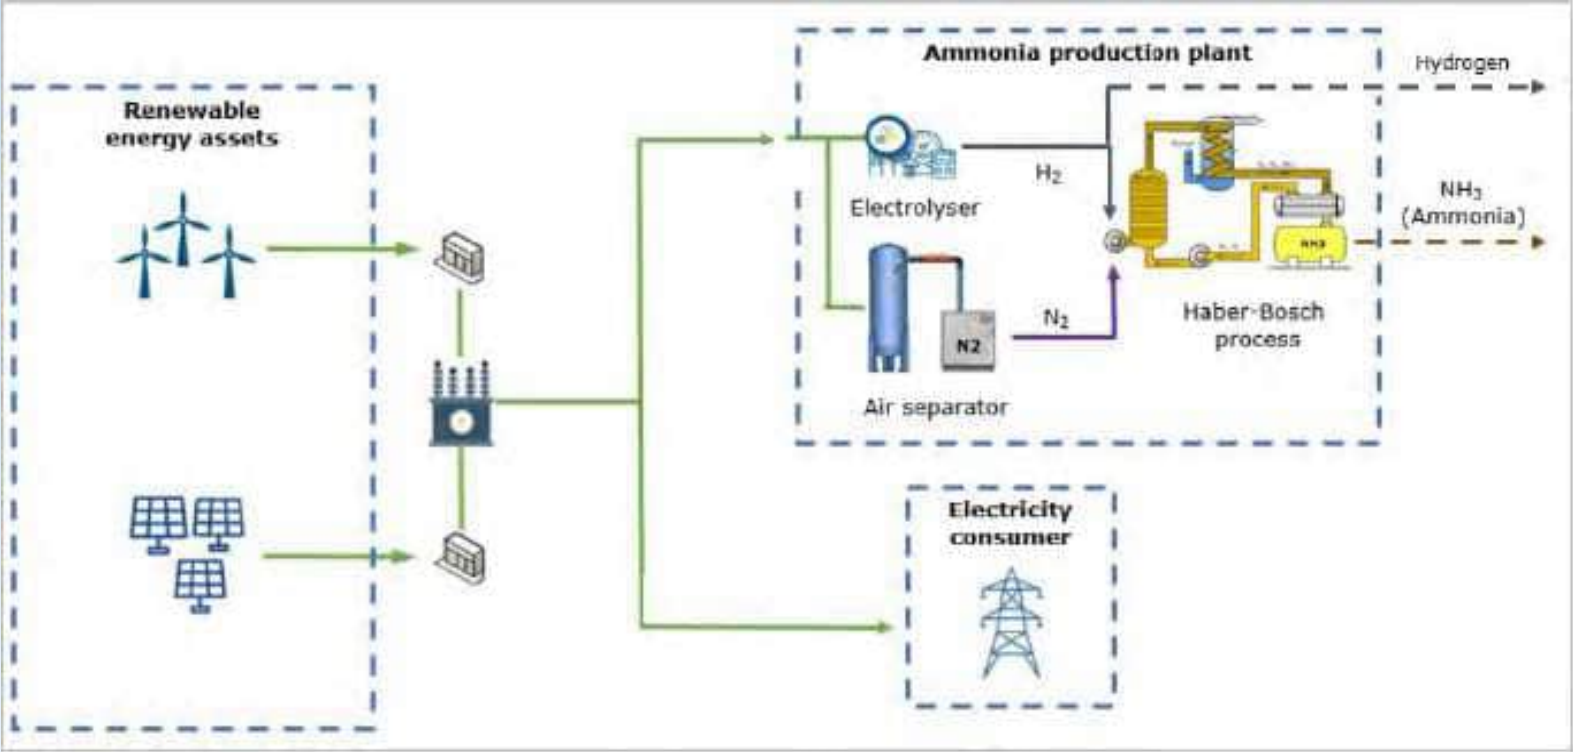 Renewable
energy assets
Ammonia production plant
Electrolyser
H2
N2
N2
Air separator
NH3
Haber-Bosch
process
Hydrogen
NH3
(Ammonia)
Electricity
consumer